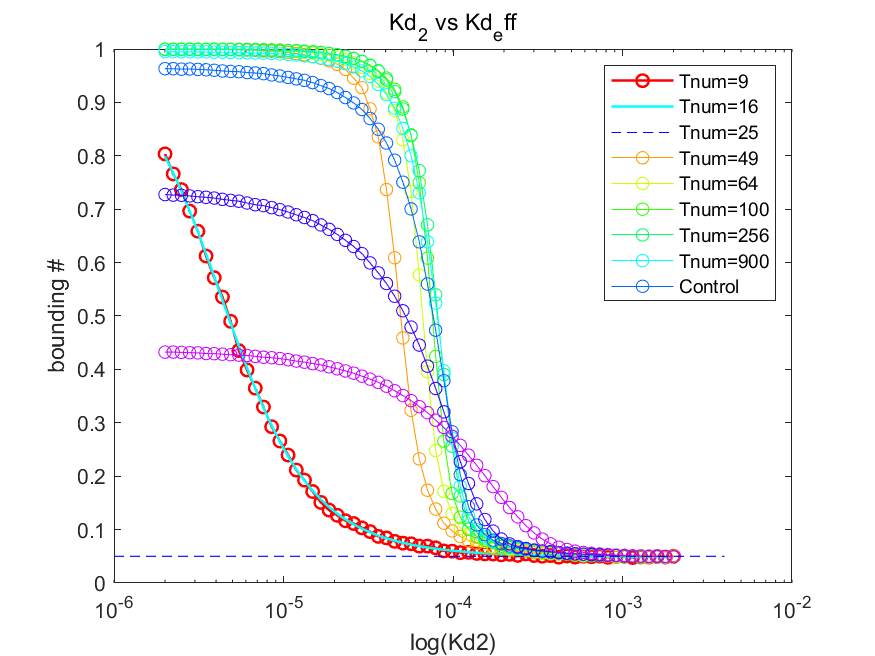 Kd2 vs Kdeff
1
0.9
0.8
0.7
0.6
0.5
0.4
0.3
0.2
0.1
0
bounding #
Tnum=9
Tnum=16
Tnum=25
Tnum=49
Tnum=64
Tnum=100
Tnum=256
Tnum=900
Control
10-6 10-5 10-4 10-3 10-2
log(Kd2)